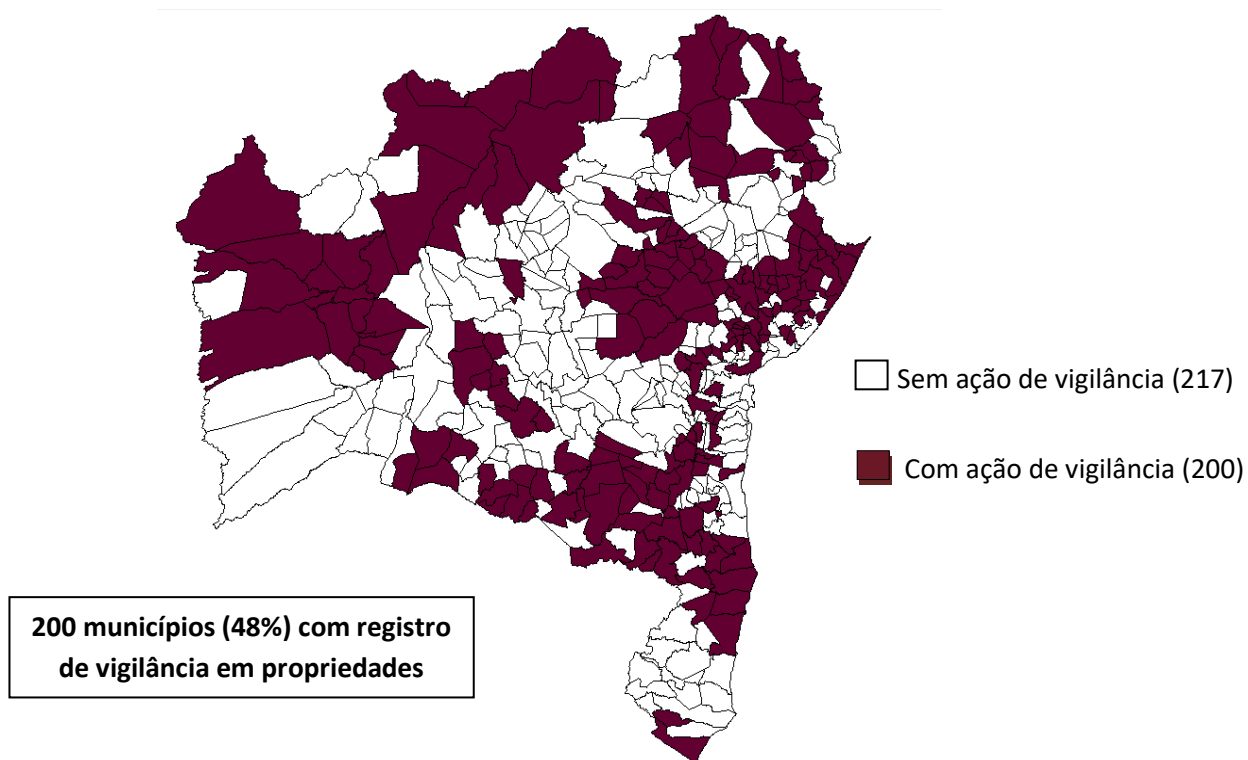 Sem ação de vigilância (217)
Com ação de vigilância (200)
200 municípios (48%) com registro
de vigilância em propriedades